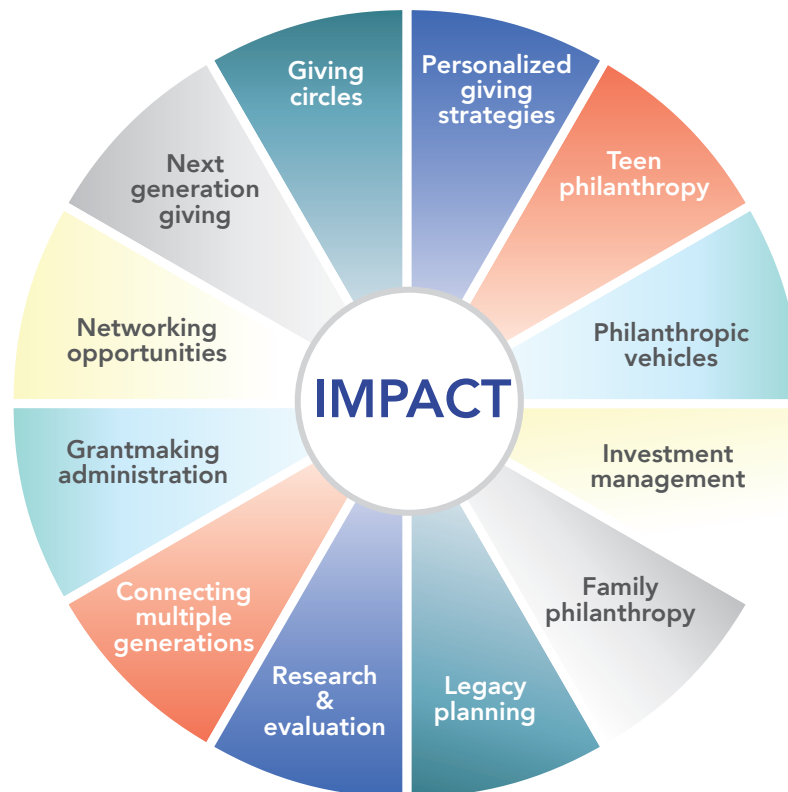 Giving
circles
Personalized
giving
strategies
Teen
philanthropy
Philanthropic
vehicles
Investment
management
Family
philanthropy
Legacy
planning
Research
&
evaluation
Connecting
multiple
generations
Grantmaking
administration
Networking
opportunities
Next
generation
giving
IMPACT